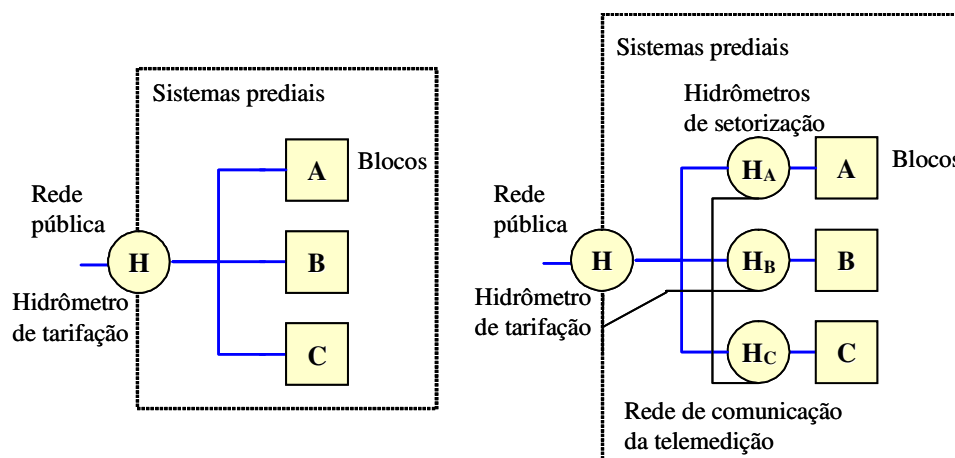 Sistemas prediais
A
Blocos
Rede
pública
H
B
Hidrômetro
de tarifação
C
Sistemas prediais
Hidrômetros
de setorização
HA
A
Blocos
Rede
pública
H
HB
B
Hidrômetro
de tarifação
HC
C
Rede de comunicação
da telemedição